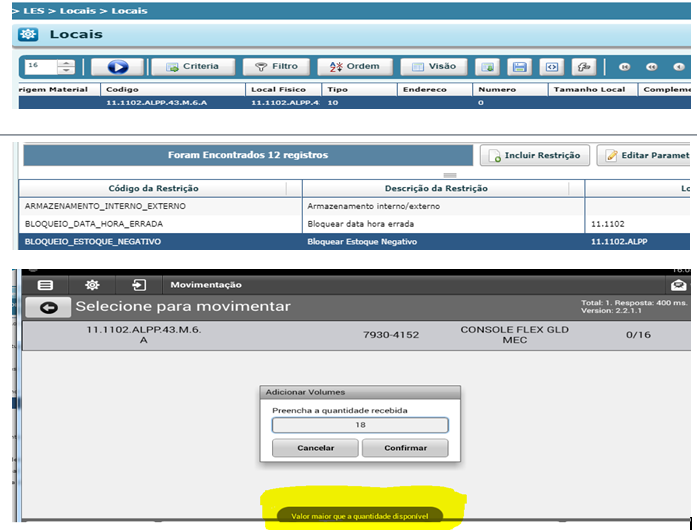 > LES > Locais > Locais
Locais
16 Criteria Filtro Ordem Visão
rigem Material Codigo Local Fisico Tipo Endereco Numero Tamanho Local Compleme
11.1102.ALPP.43.M.6.A 11.1102.ALPP.4: 10 0
Foram Encontrados 12 registros Incluir Restrição Editar Paramet
Código da Restrição Descrição da Restrição Lo
ARMAZENAMENTO_INTERNO_EXTERNO Armazenamento interno/externo
BLOQUEIO_DATA_HORA_ERRADA Bloquear data hora errada 11.1102
BLOQUEIO_ESTOQUE_NEGATIVO Bloquear Estoque Negativo 11.1102.ALPP
16:0
Movimentação
Selecione para movimentar
Total: 1. Resposta: 400 ms.
Version: 2.2.1.1
11.1102.ALPP.43.M.6.
A
7930-4152
CONSOLE FLEX GLD
MEC
0/16
Adicionar Volumes
Preencha a quantidade recebida
18
Cancelar Confirmar
Valor maior que a quantidade disponível